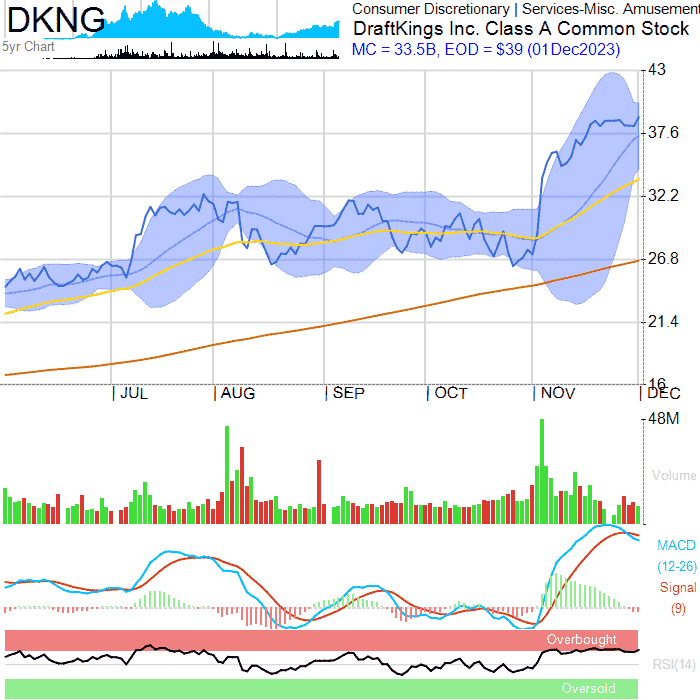 DKNG
5yr Chart
Consumer Discretionary | Services-Misc. Amusement
DraftKings Inc. Class A Common Stock
MC = 33.5B, EOD = $39 (01Dec2023)
43
37.6
32.2
26.8
21.4
16
JUL AUG SEP OCT NOV DEC
48M
Volume
MACD
(12-26)
Signal
(9)
Overbought
RSI(14)
Oversold